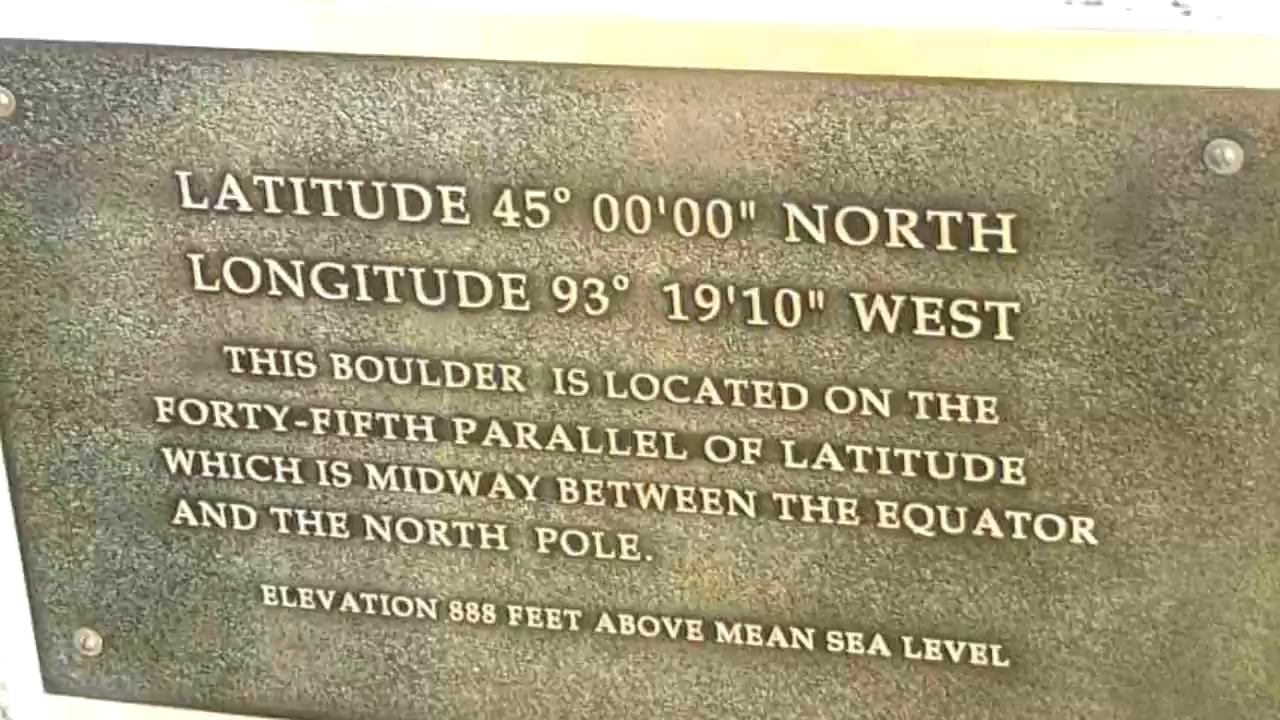 LATITUDE 45° 00'00" NORTH
LONGITUDE 93° 19'10" WEST
THIS BOULDER IS LOCATED ON THE
FORTY-FIFTH PARALLEL OF LATITUDE
WHICH IS MIDWAY BETWEEN THE EQUATOR
AND THE NORTH POLE.
ELEVATION 888 FEET ABOVE MEAN SEA LEVEL